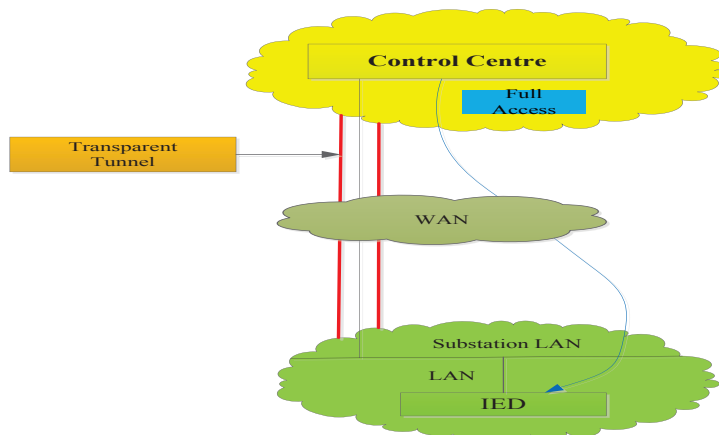 Control Centre
Full
Access
Transparent
Tunnel
WAN
Substation LAN
LAN
IED